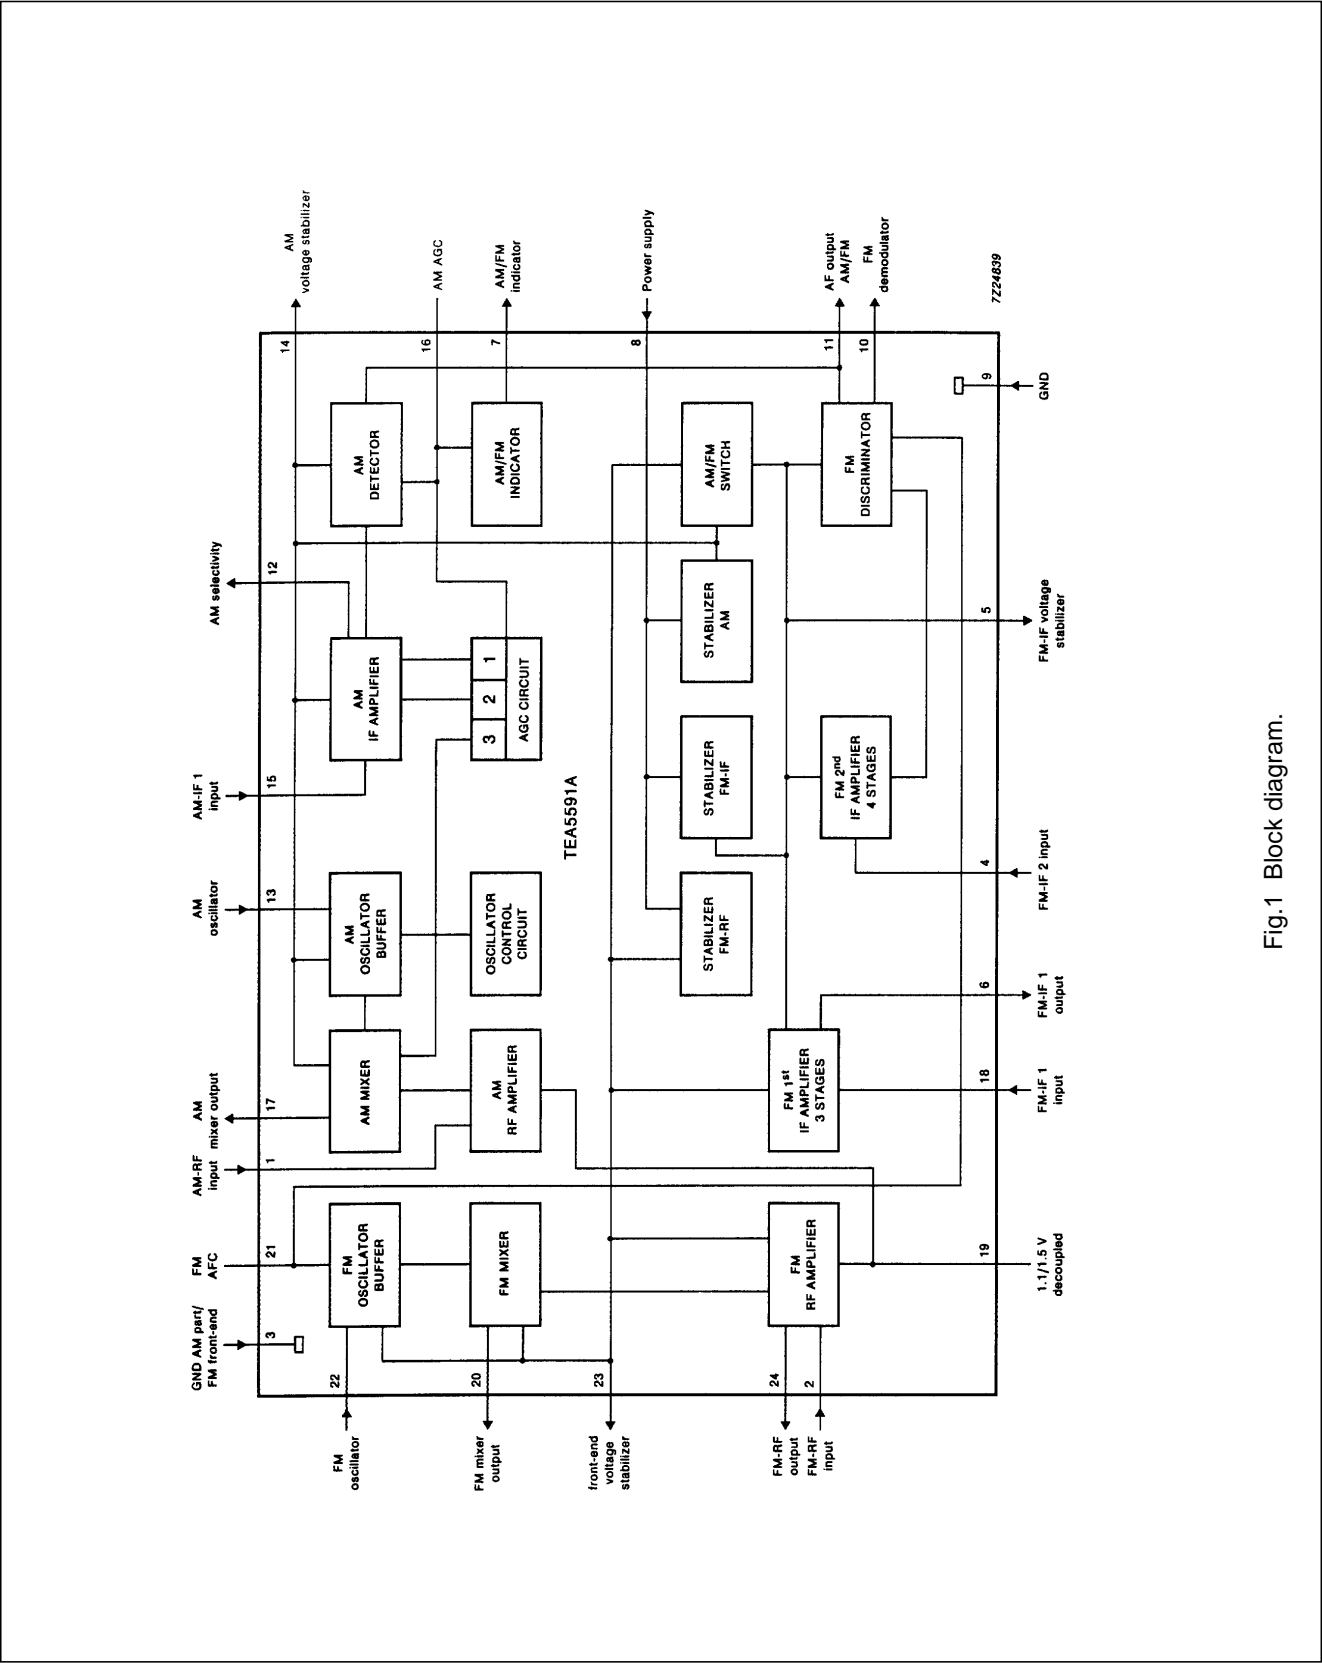 GND AM part/
FM front-end
3
FM
AFC
21
AM-RF
input
1
AM
mixer output
17
AM
oscillator
13
AM-IF 1
input
15
AM selectivity
12
FM
oscillator
22
FM mixer
output
20
front-end
voltage
stabilizer
23
FM-RF
output
24
FM-RF
input
2
FM
OSCILLATOR
BUFFER
AM MIXER
AM
OSCILLATOR
BUFFER
AM
IF AMPLIFIER
AM
DETECTOR
FM MIXER
AM
RF AMPLIFIER
OSCILLATOR
CONTROL
CIRCUIT
3 2 1
AGC CIRCUIT
AM/FM
INDICATOR
TEA5591A
STABILIZER
FM-RF
STABILIZER
FM-IF
STABILIZER
AM
AM/FM
SWITCH
FM
RF AMPLIFIER
FM 1st
IF AMPLIFIER
3 STAGES
FM 2nd
IF AMPLIFIER
4 STAGES
FM
DISCRIMINATOR
14
AM
voltage stabilizer
16
AM AGC
7
AM/FM
indicator
8
Power supply
11
AF output
AM/FM
10
FM
demodulator
19
1.1/1.5 V
decoupled
18
FM-IF 1
input
6
FM-IF 1
output
4
FM-IF 2 input
5
FM-IF voltage
stabilizer
9
GND
7Z24839
Fig.1 Block diagram.